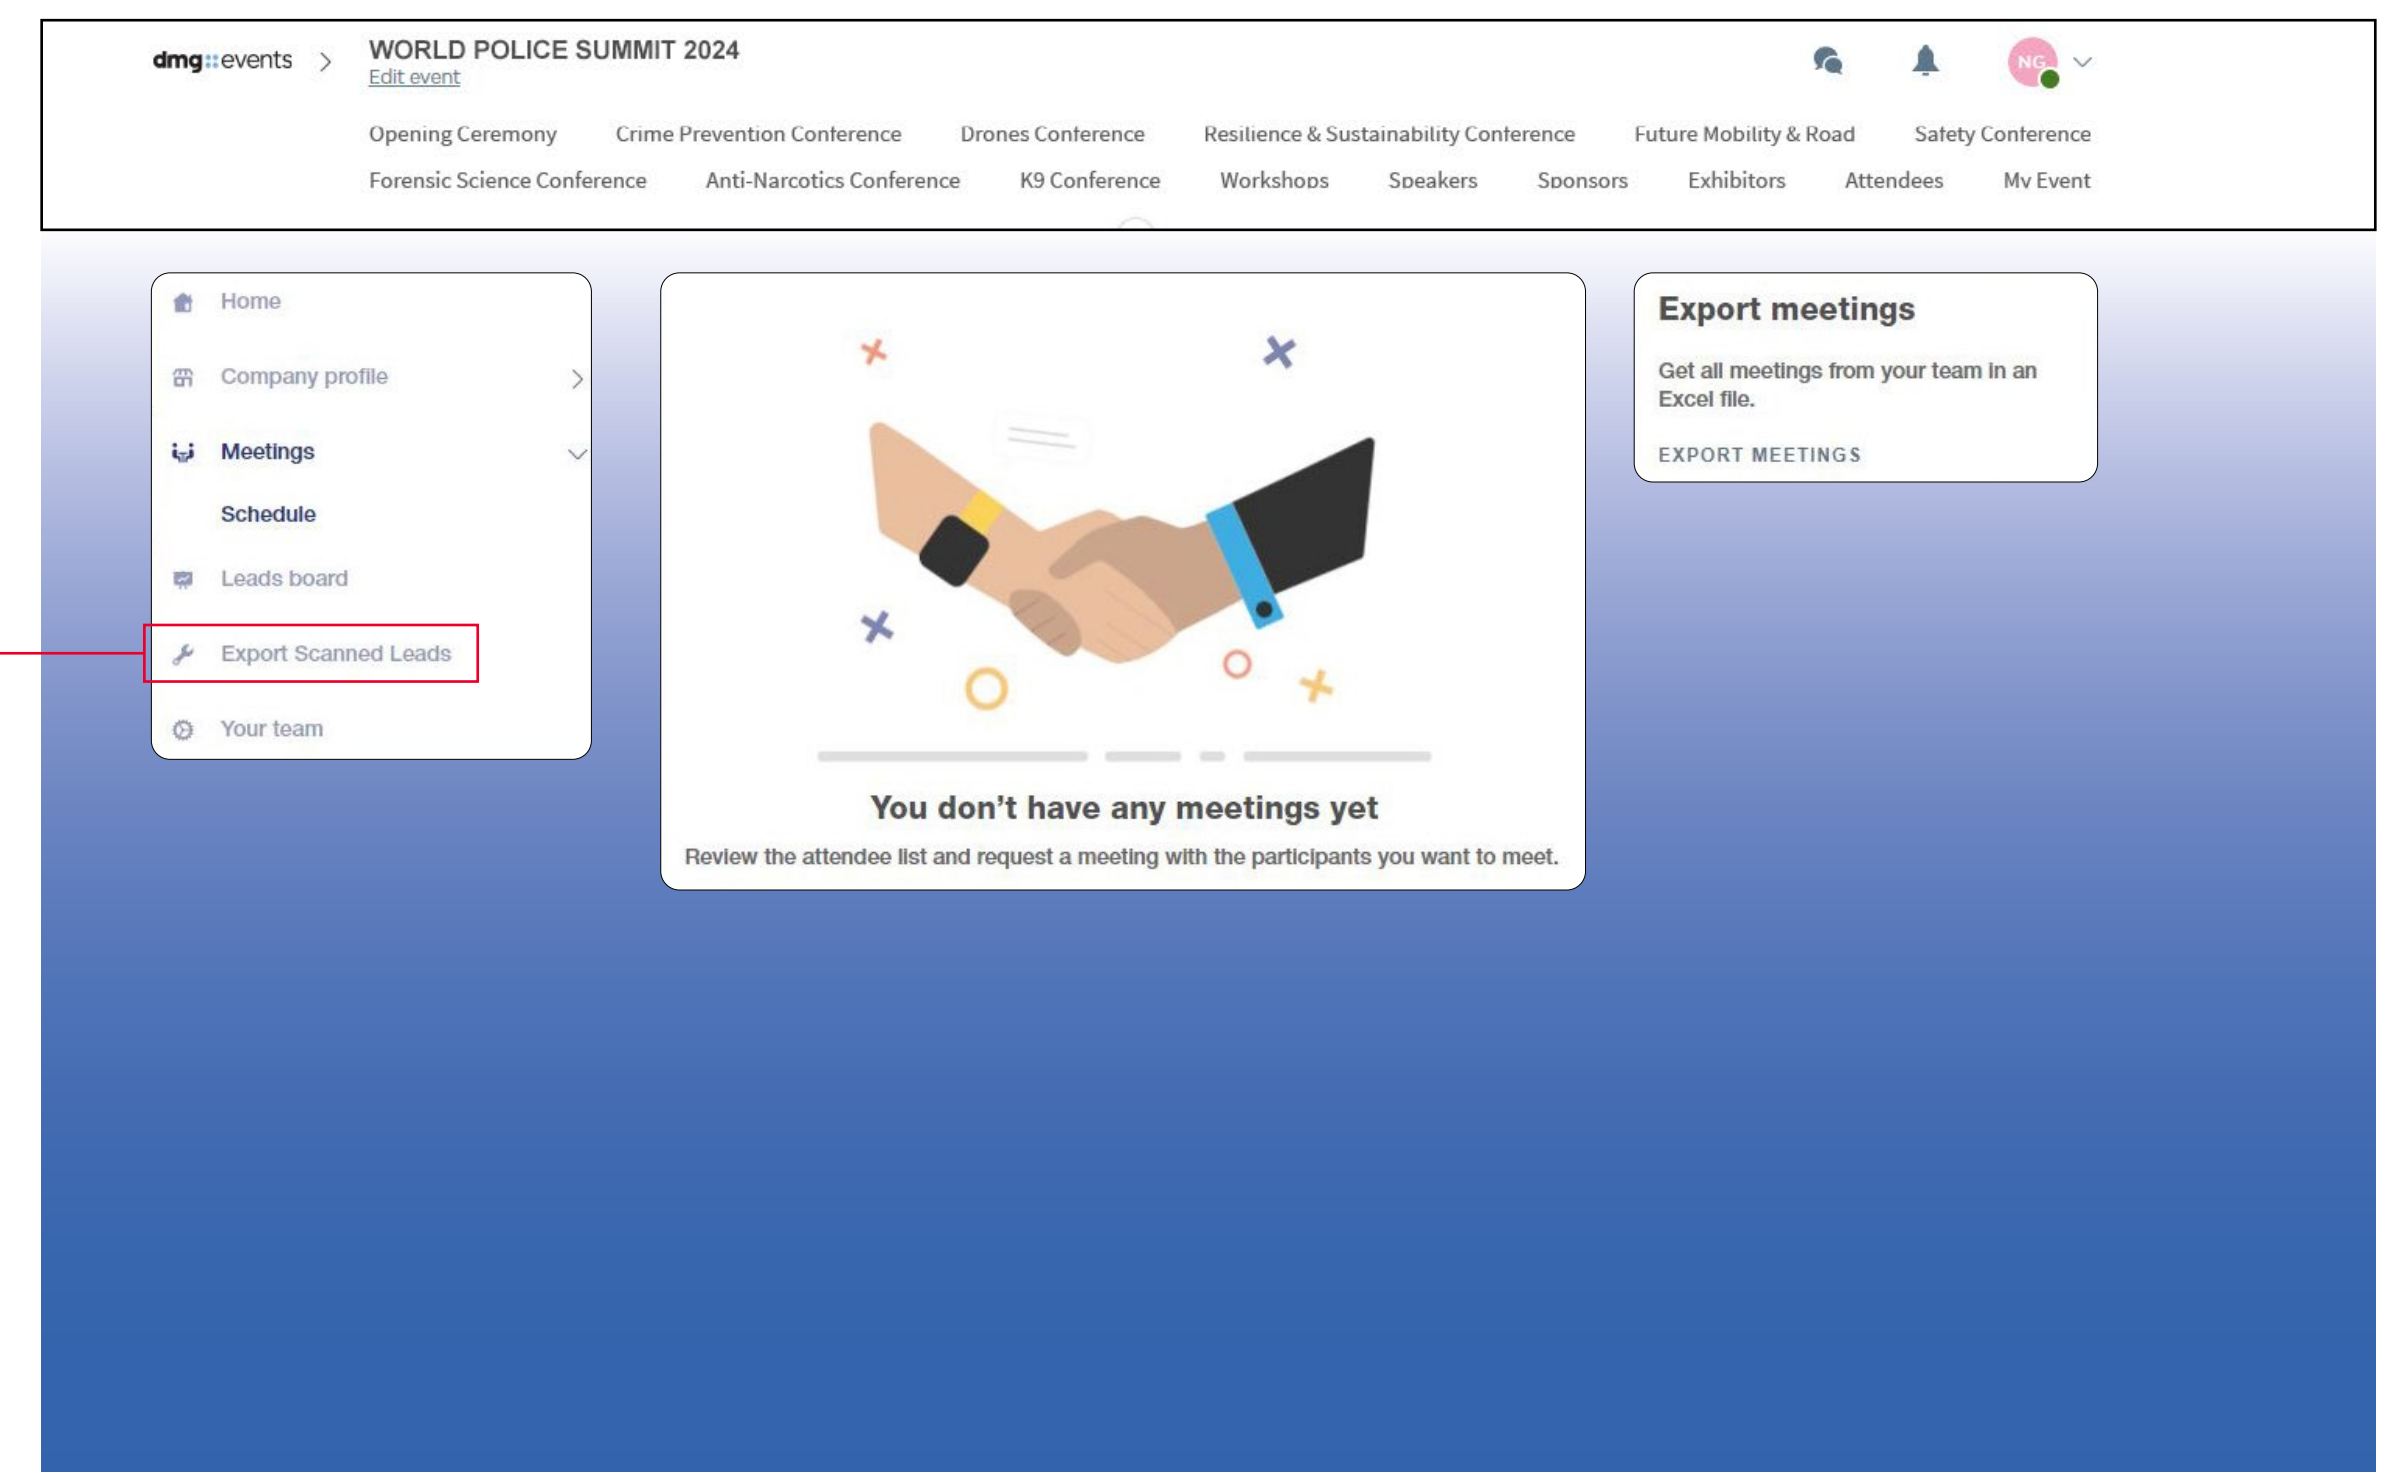 dmg::events > WORLD POLICE SUMMIT 2024
Edit event
NG
Opening Ceremony Crime Prevention Conference Drones Conference Resilience & Sustainability Conference Future Mobility & Road Safety Conference
Forensic Science Conference Anti-Narcotics Conference K9 Conference Workshops Speakers Sponsors Exhibitors Attendees My Event
Home
Company profile
Meetings
Schedule
Leads board
Export Scanned Leads
Your team
You don’t have any meetings yet
Review the attendee list and request a meeting with the participants you want to meet.
Export meetings
Get all meetings from your team in an
Excel file.
EXPORT MEETINGS